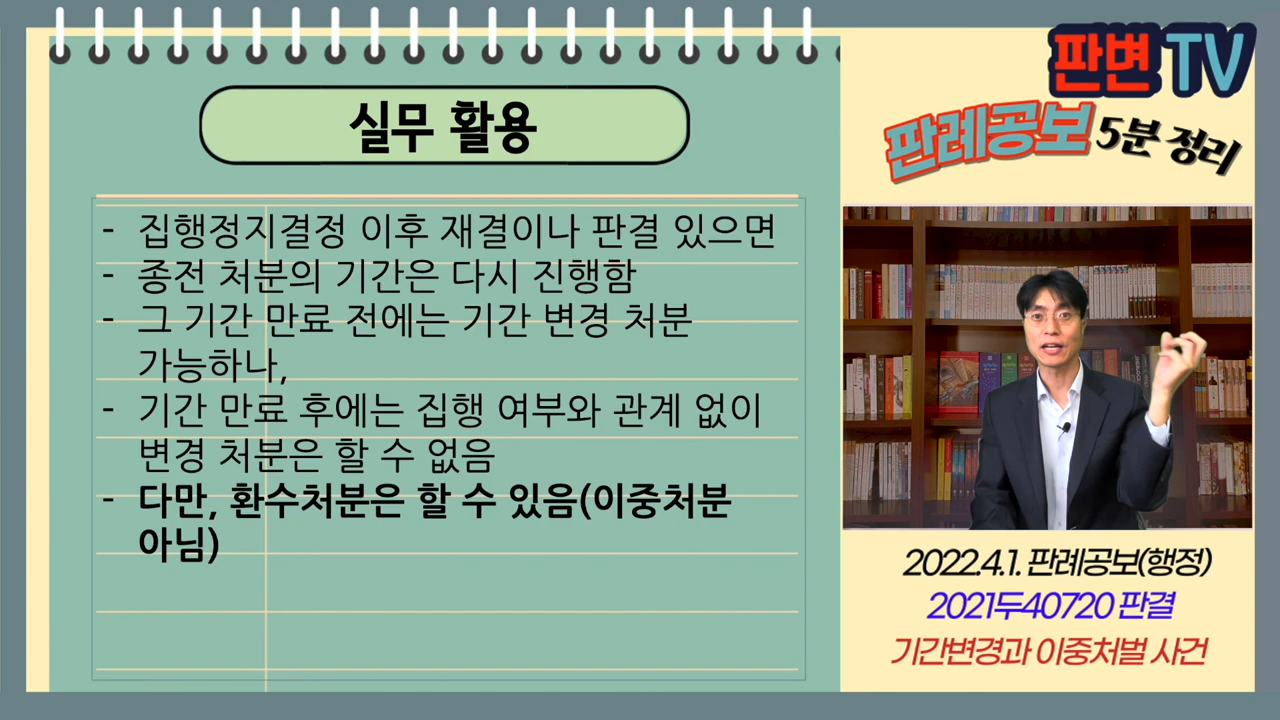 실무 활용
- 집행정지결정 이후 재결이나 판결 있으면
- 종전 처분의 기간은 다시 진행함
- 그 기간 만료 전에는 기간 변경 처분
가능하나,
- 기간 만료 후에는 집행 여부와 관계 없이
변경 처분은 할 수 없음
- 다만, 환수처분은 할 수 있음(이중처분
아님)
판변 TV
판례공보 5분 정리
2022.4.1. 판례공보(행정)
2021두40720 판결
기간변경과 이중처벌 사건